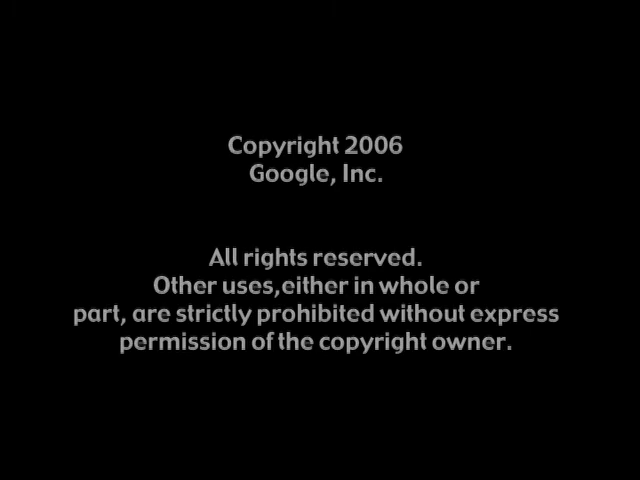 Copyright 2006
Google, Inc.
All rights reserved.
Other uses,either in whole or
part, are strictly prohibited without express
permission of the copyright owner.